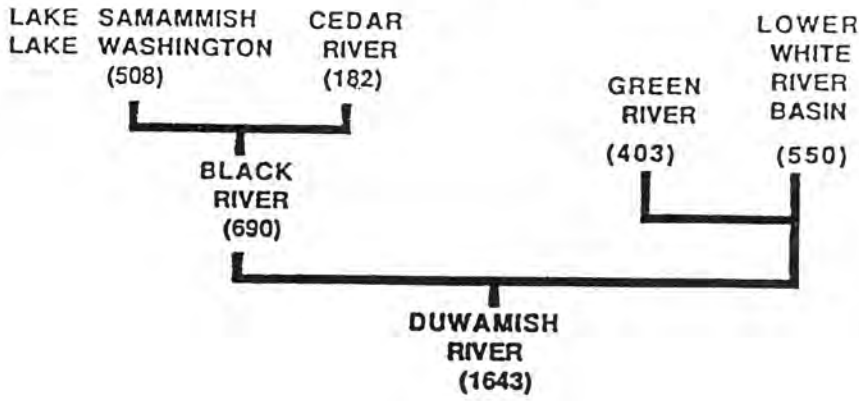 LAKE SAMAMMISH
LAKE WASHINGTON
(508)
CEDAR
RIVER
(182)
GREEN
RIVER
(403)
LOWER
WHITE
RIVER
BASIN
(550)
BLACK
RIVER
(690)
DUWAMISH
RIVER
(1643)